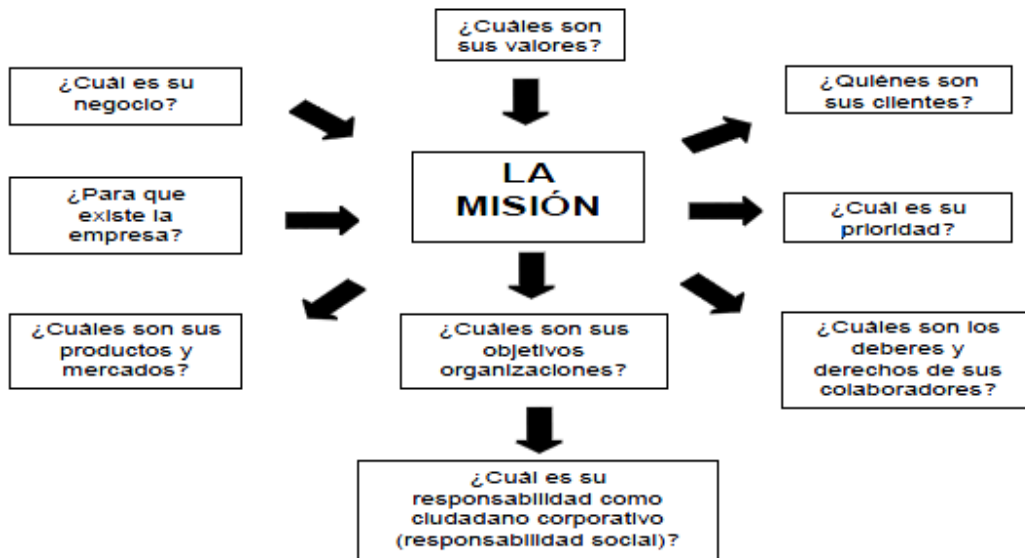 ¿Cuáles son
sus valores?
¿Cuál es su
negocio?
¿Quiénes son
sus clientes?
LA
MISIÓN
¿Para que
existe la
empresa?
¿Cuál es su
prioridad?
¿Cuáles son sus
productos y
mercados?
¿Cuáles son sus
objetivos
organizaciones?
¿Cuáles son los
deberes y
derechos de sus
colaboradores?
¿Cuál es su
responsabilidad como
ciudadano corporativo
(responsabilidad social)?